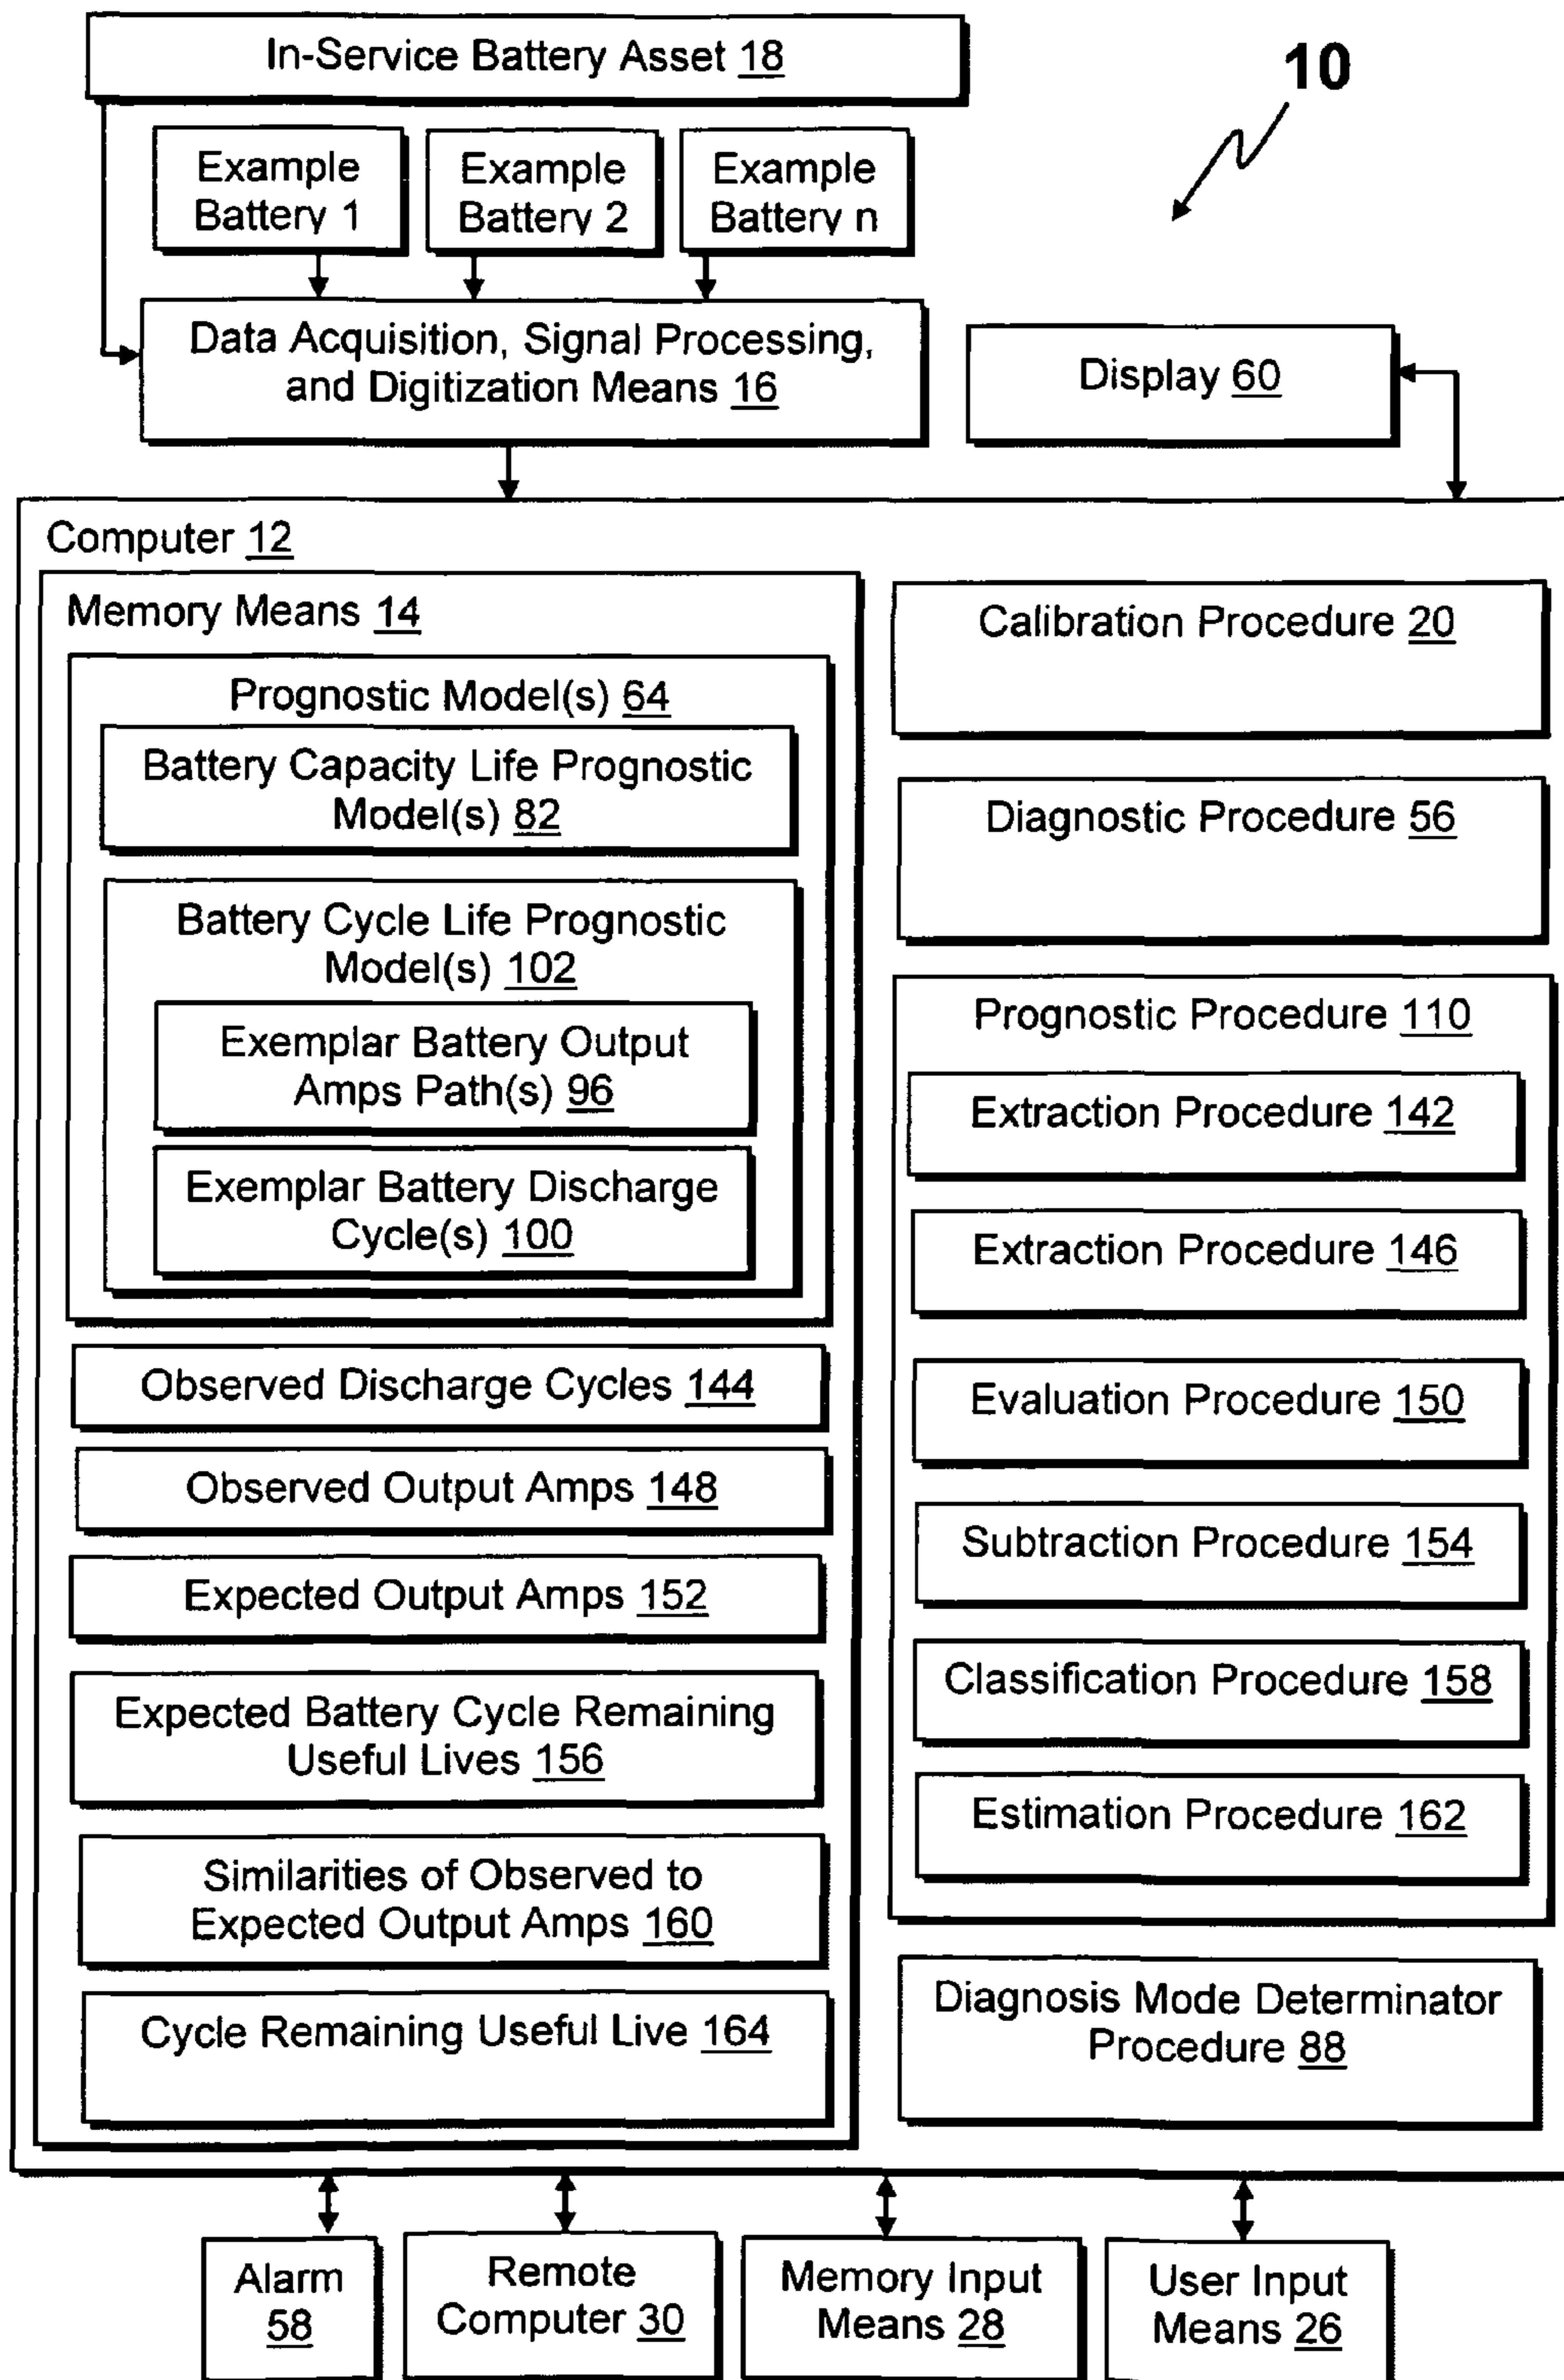 In-Service Battery Asset 18
10
Example
Battery 1
Example
Battery 2
Example
Battery n
Data Acquisition, Signal Processing,
and Digitization Means 16
Display 60
Computer 12
Memory Means 14
Prognostic Model(s) 64
Battery Capacity Life Prognostic
Model(s) 82
Battery Cycle Life Prognostic
Model(s) 102
Exemplar Battery Output
Amps Path(s) 96
Exemplar Battery Discharge
Cycle(s) 100
Observed Discharge Cycles 144
Observed Output Amps 148
Expected Output Amps 152
Expected Battery Cycle Remaining
Useful Lives 156
Similarities of Observed to
Expected Output Amps 160
Cycle Remaining Useful Live 164
Calibration Procedure 20
Diagnostic Procedure 56
Prognostic Procedure 110
Extraction Procedure 142
Extraction Procedure 146
Evaluation Procedure 150
Subtraction Procedure 154
Classification Procedure 158
Estimation Procedure 162
Diagnosis Mode Determinator
Procedure 88
Alarm
58
Remote
Computer 30
Memory Input
Means 28
User Input
Means 26